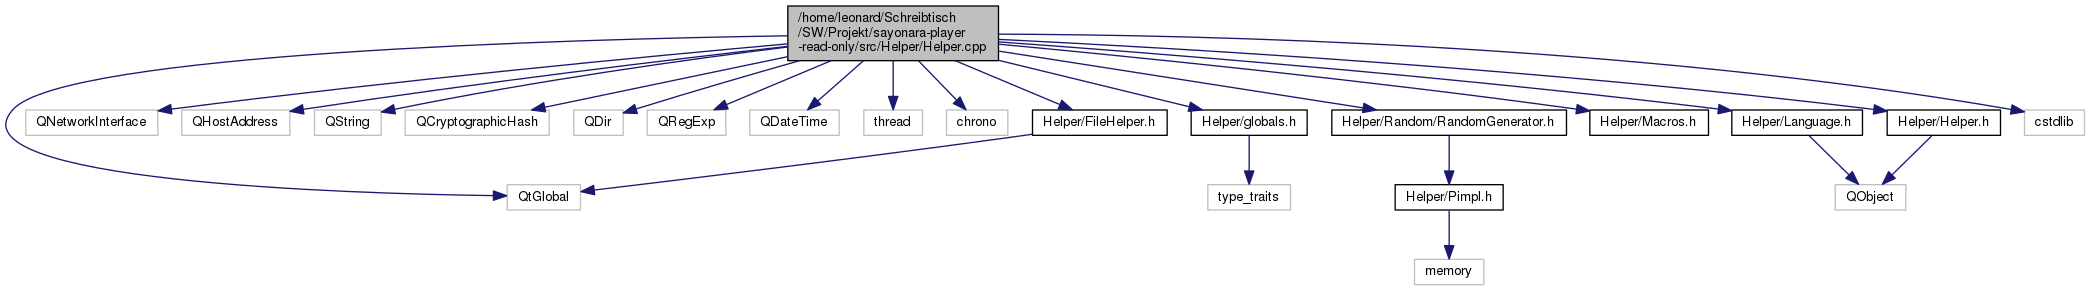 /home/leonard/Schreibtisch
/SW/Projekt/sayonara-player
-read-only/src/Helper/Helper.cpp
QNetworkInterface
QHostAddress
QString
QCryptographicHash
QDir
QRegExp
QDateTime
thread
chrono
Helper/FileHelper.h
Helper/globals.h
Helper/Random/RandomGenerator.h
Helper/Macros.h
Helper/Language.h
Helper/Helper.h
cstdlib
QtGlobal
type_traits
Helper/Pimpl.h
QObject
memory